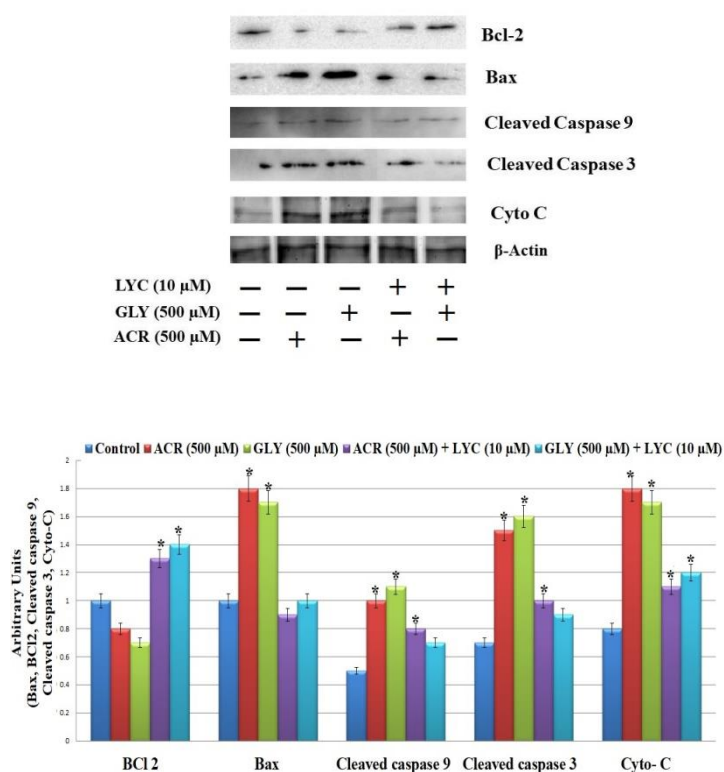 Bcl-2
Bax
Cleaved Caspase 9
Cleaved Caspase 3
Cyto C
β-Actin
LYC (10 µM) — — — + +
GLY (500 µM) — — + — +
ACR (500 µM) — + — + —
Control ACR (500 µM) GLY (500 µM) ACR (500 µM) + LYC (10 µM) GLY (500 µM) + LYC (10 µM)
Arbitrary Units
(Bax, BCl2, Cleaved caspase 9,
Cleaved caspase 3, Cyto-C)
2
1.8
1.6
1.4
1.2
1
0.8
0.6
0.4
0.2
0
* * * * * * * * * * * * * *
BCl 2 Bax Cleaved caspase 9 Cleaved caspase 3 Cyto- C